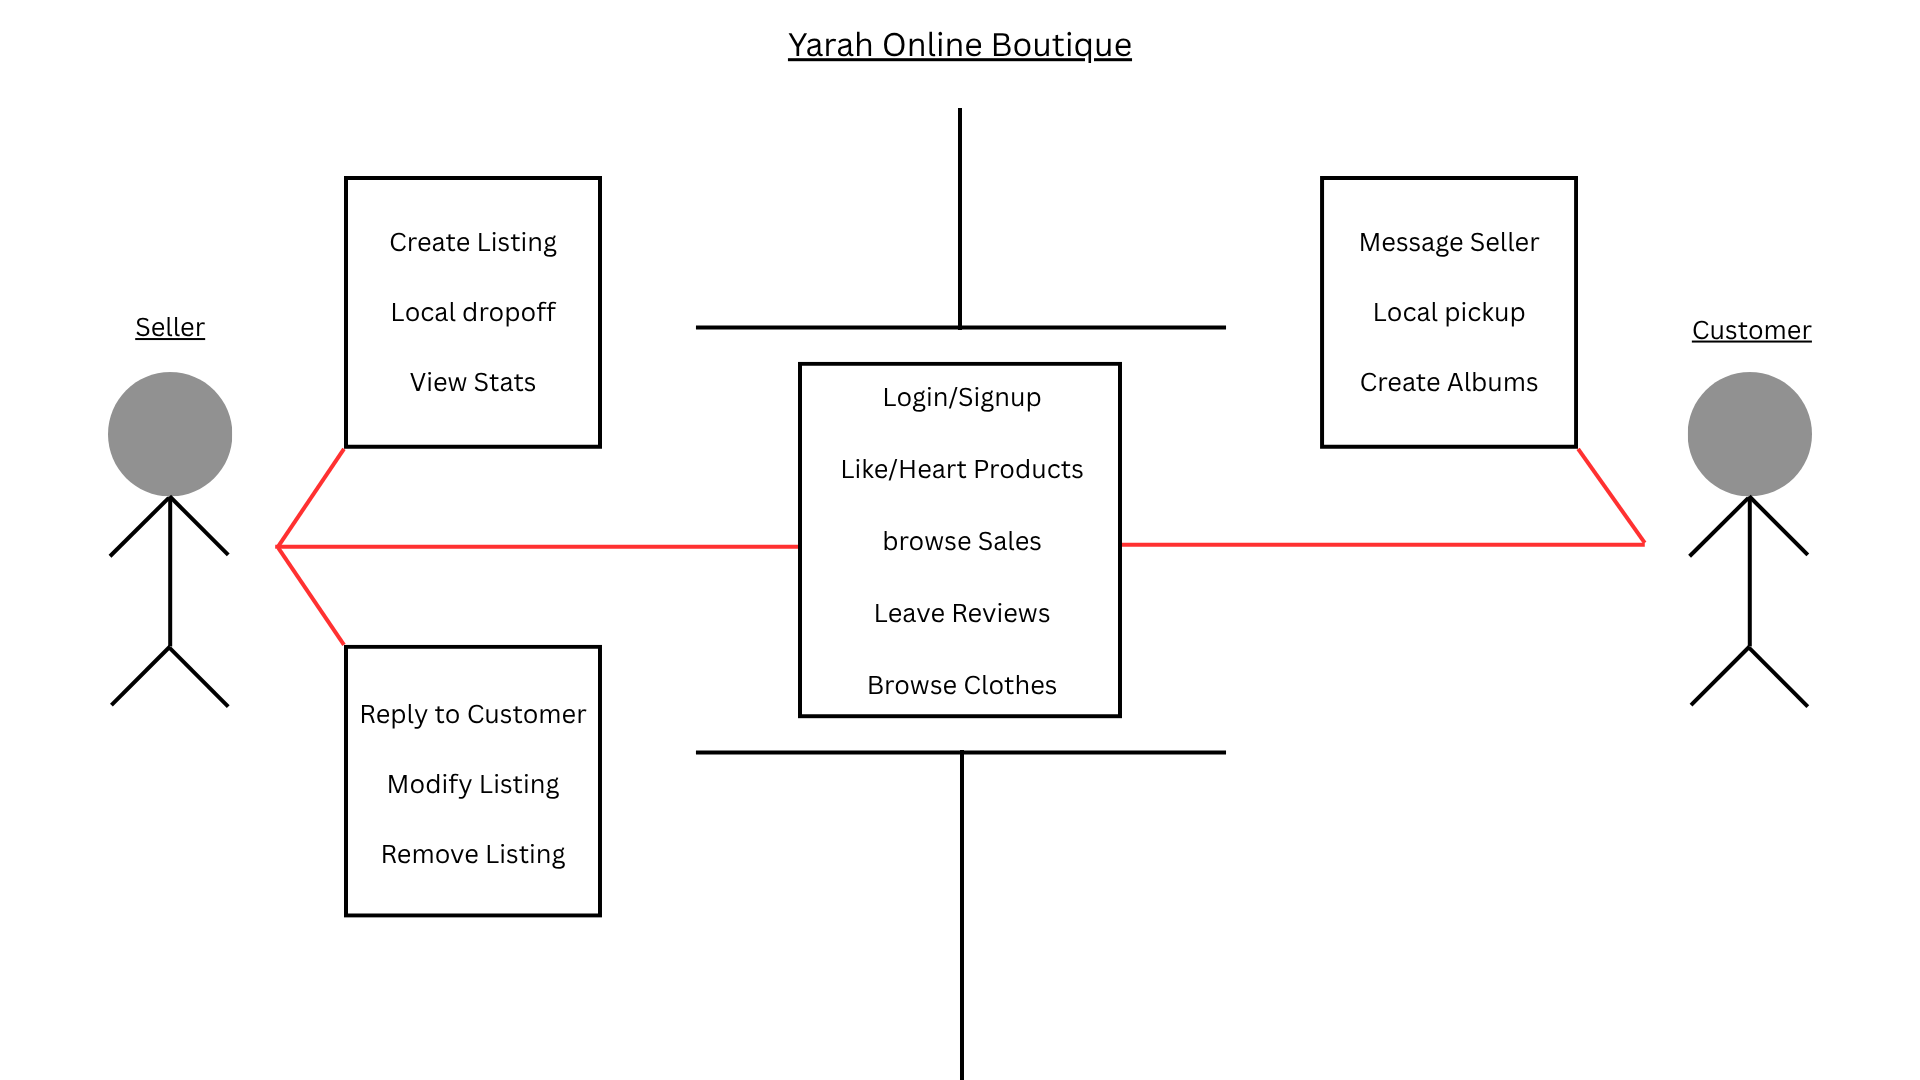 Yarah Online Boutique
Seller
Create Listing
Local dropoff
View Stats
Reply to Customer
Modify Listing
Remove Listing
Login/Signup
Like/Heart Products
browse Sales
Leave Reviews
Browse Clothes
Message Seller
Local pickup
Create Albums
Customer